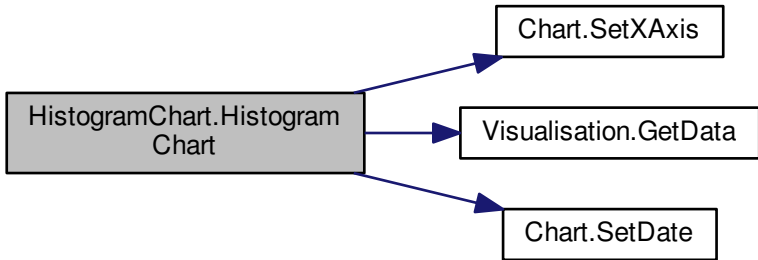 HistogramChart.Histogram
Chart
Chart.SetXAxis
Visualisation.GetData
Chart.SetDate